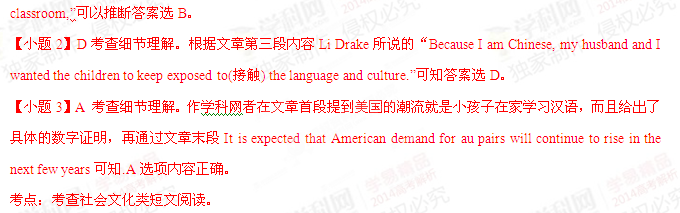 classroom,”可以推断答案选 B。
【小题 2】D 考查细节理解。根据文章第三段内容 Li Drake 所说的“Because I am Chinese, my husband and I
wanted the children to keep exposed to(接触) the language and culture.”可知答案选 D。
【小题 3】A 考查细节理解。作学科网者在文章首段提到美国的潮流就是小孩子在家学习汉语，而且给出了
具体的数字证明，再通过文章末段 It is expected that American demand for au pairs will continue to rise in the
next few years 可知.A 选项内容正确。
考点：考查社会文化类短文阅读。